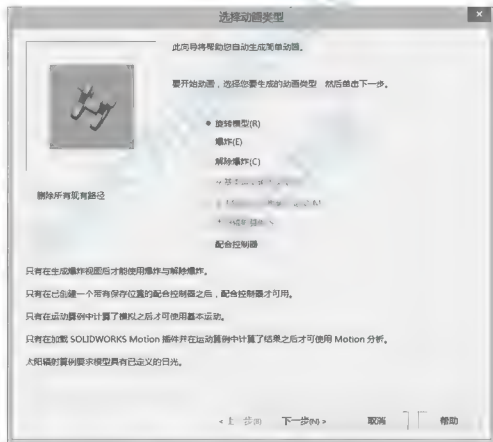 选择动画类型
此向导将帮助您自动生成简单动画。
要开始动画，选择您要生成的动画类型 然后单击下一步。
旋转模型(R)
爆炸(E)
解除爆炸(C)
删除所有现有路径
配合控制器
只有在生成爆炸视图后才能使用爆炸与解除爆炸。
只有在已创建一个带有保存位置的配合控制器之后，配合控制器才可用。
只有在运动算例中计算了模拟之后才可使用基本运动。
只有在加载 SOLIDWORKS Motion 插件并在运动算例中计算了结果之后才可使用 Motion 分析。
太阳辐射算例要求模型具有已定义的日光。
< 上一步(B) 下一步(N) > 取消 帮助